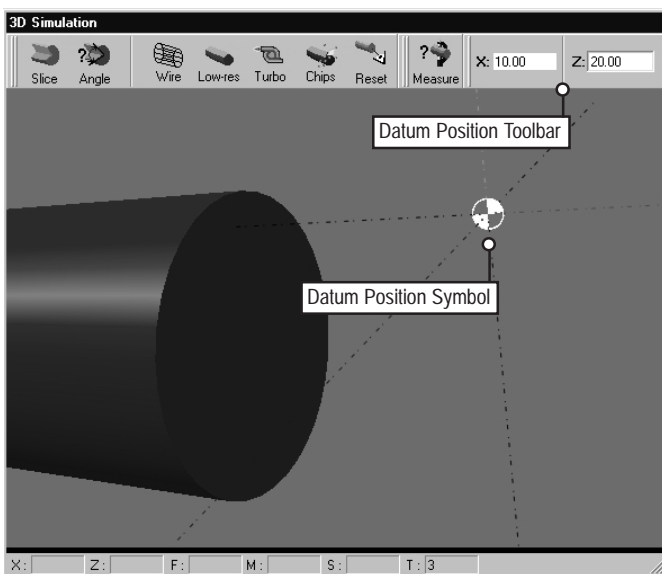 3D Simulation
Slice Angle Wire Low-res Turbo Chips Reset ? Measure X: 10.00 Z: 20.00
Datum Position Toolbar
Datum Position Symbol
X: Z: F: M: S: T: 3